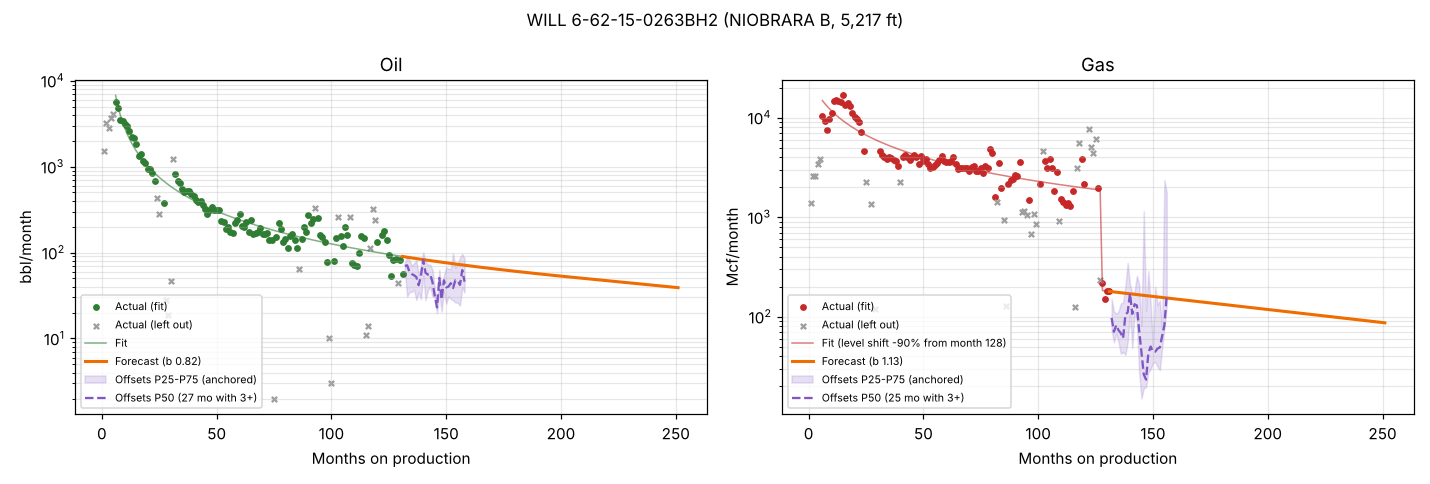 WILL 6-62-15-0263BH2 (NIOBRARA B, 5,217 ft)
Oil
bbl/month
10^4
10^3
10^2
10^1
0
50
100
150
200
250
Months on production
Actual (fit)
Actual (left out)
Fit
Forecast (b 0.82)
Offsets P25-P75 (anchored)
Offsets P50 (27 mo with 3+)
Gas
Mcf/month
10^4
10^3
10^2
0
50
100
150
200
250
Months on production
Actual (fit)
Actual (left out)
Fit (level shift -90% from month 128)
Forecast (b 1.13)
Offsets P25-P75 (anchored)
Offsets P50 (25 mo with 3+)